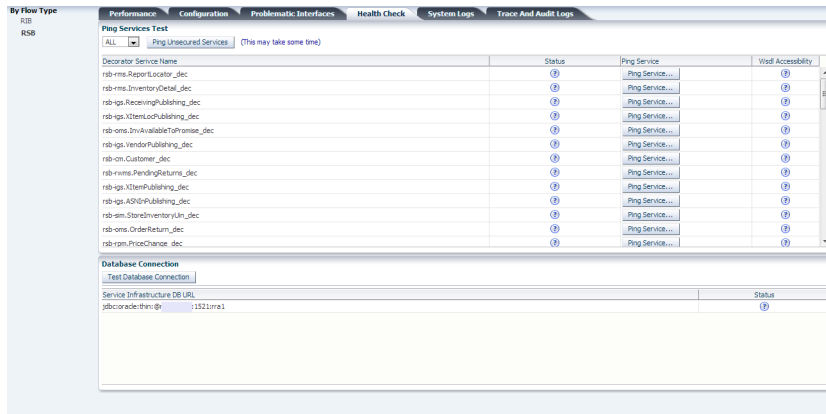 By Flow Type
RIB
RSB
Performance Configuration Problematic Interfaces Health Check System Logs Trace And Audit Logs
Ping Services Test
ALL Ping Unsecured Services (This may take some time)
Decorator Serivce Name Status Ping Service Wsdl Accessibility
rsb-rms.ReportLocator_dec ? Ping Service... ?
rsb-rms.InventoryDetail_dec ? Ping Service... ?
rsb-igs.ReceivingPublishing_dec ? Ping Service... ?
rsb-igs.XItemLocPublishing_dec ? Ping Service... ?
rsb-oms.InvAvailableToPromise_dec ? Ping Service... ?
rsb-igs.VendorPublishing_dec ? Ping Service... ?
rsb-cm.Customer_dec ? Ping Service... ?
rsb-rwms.PendingReturns_dec ? Ping Service... ?
rsb-igs.XItemPublishing_dec ? Ping Service... ?
rsb-igs.ASNInPublishing_dec ? Ping Service... ?
rsb-sim.StoreInventoryUin_dec ? Ping Service... ?
rsb-oms.OrderReturn_dec ? Ping Service... ?
rsb-rpm.PriceChange_dec ? Ping Service... ?
Database Connection
Test Database Connection
Service Infrastructure DB URL Status
jdbc:oracle:thin:@r :1521:rra1 ?